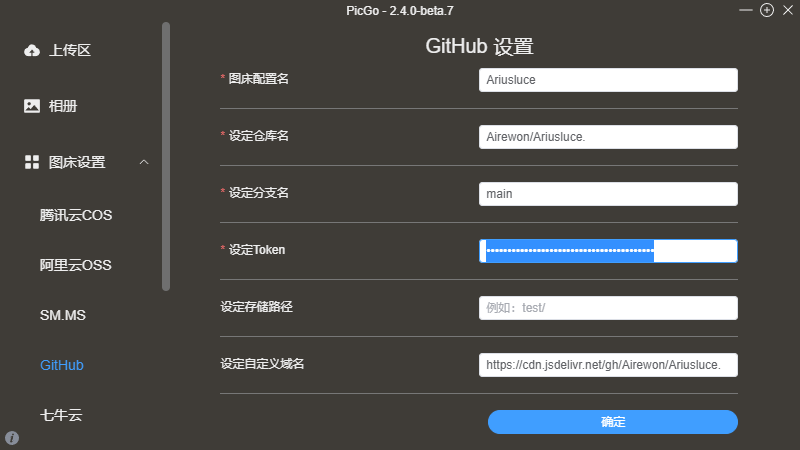 PicGo - 2.4.0-beta.7
上传区
相册
图床设置
腾讯云COS
阿里云OSS
SM.MS
GitHub
七牛云
GitHub 设置
* 图床配置名
Ariusluce
* 设定仓库名
Airewon/Ariusluce.
* 设定分支名
main
* 设定Token
设定存储路径
例如：test/
设定自定义域名
https://cdn.jsdelivr.net/gh/Airewon/Ariusluce.
确定